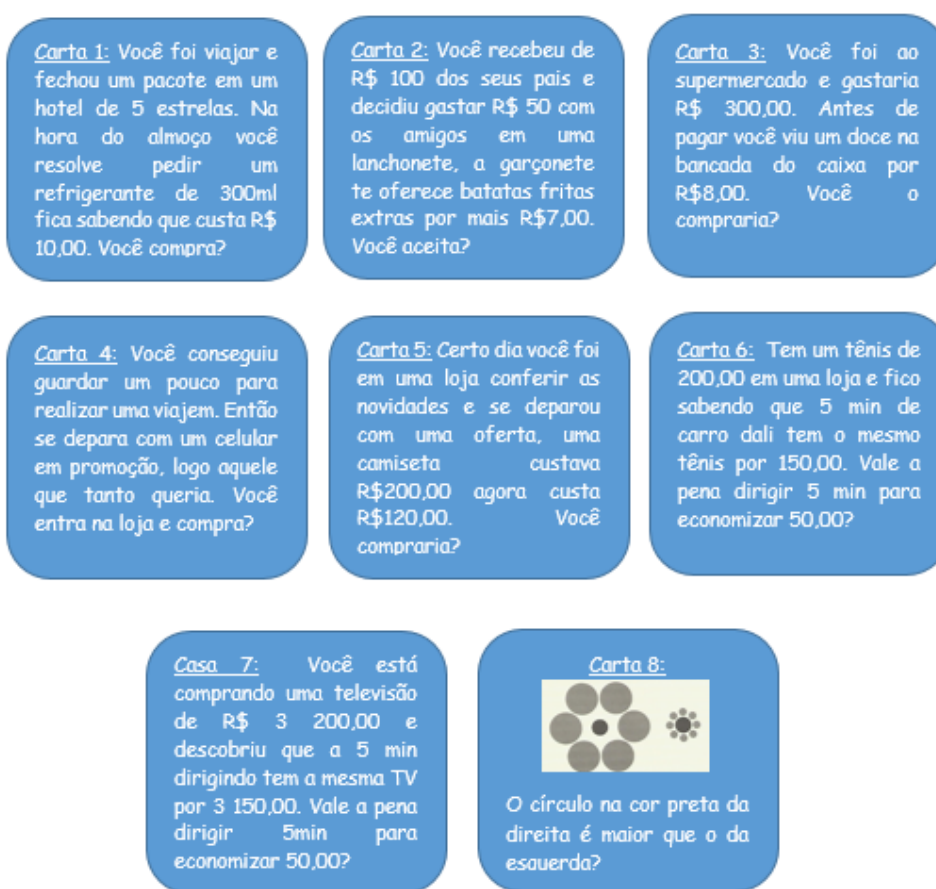 Carta 1: Você foi viajar e
fechou um pacote em um
hotel de 5 estrelas. Na
hora do almoço você
resolve pedir um
refrigerante de 300ml
fica sabendo que custa R$
10,00. Você compra?
Carta 2: Você recebeu de
R$ 100 dos seus pais e
decidiu gastar R$ 50 com
os amigos em uma
lanchonete, a garçonete
te oferece batatas fritas
extras por mais R$7,00.
Você aceita?
Carta 3: Você foi ao
supermercado e gastaria
R$ 300,00. Antes de
pagar você viu um doce na
bancada do caixa por
R$8,00. Você o
compraria?
Carta 4: Você conseguiu
guardar um pouco para
realizar uma viajem. Então
se depara com um celular
em promoção, logo aquele
que tanto queria. Você
entra na loja e compra?
Carta 5: Certo dia você foi
em uma loja conferir as
novidades e se deparou
com uma oferta, uma
camiseta custava
R$200,00 agora custa
R$120,00. Você
compraria?
Carta 6: Tem um tênis de
200,00 em uma loja e fico
sabendo que 5 min de
carro dali tem o mesmo
tênis por 150,00. Vale a
pena dirigir 5 min para
economizar 50,00?
Casa 7: Você está
comprando uma televisão
de R$ 3 200,00 e
descobriu que a 5 min
dirigindo tem a mesma TV
por 3 150,00. Vale a pena
dirigir 5min para
economizar 50,00?
Carta 8:
O círculo na cor preta da
direita é maior que o da
esquerda?